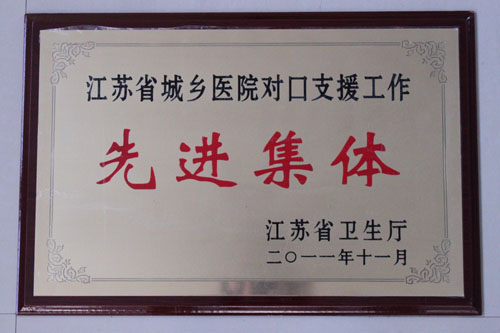 江苏省城乡医院对口支援工作
先进集体
江苏省卫生厅
二〇一一年十一月